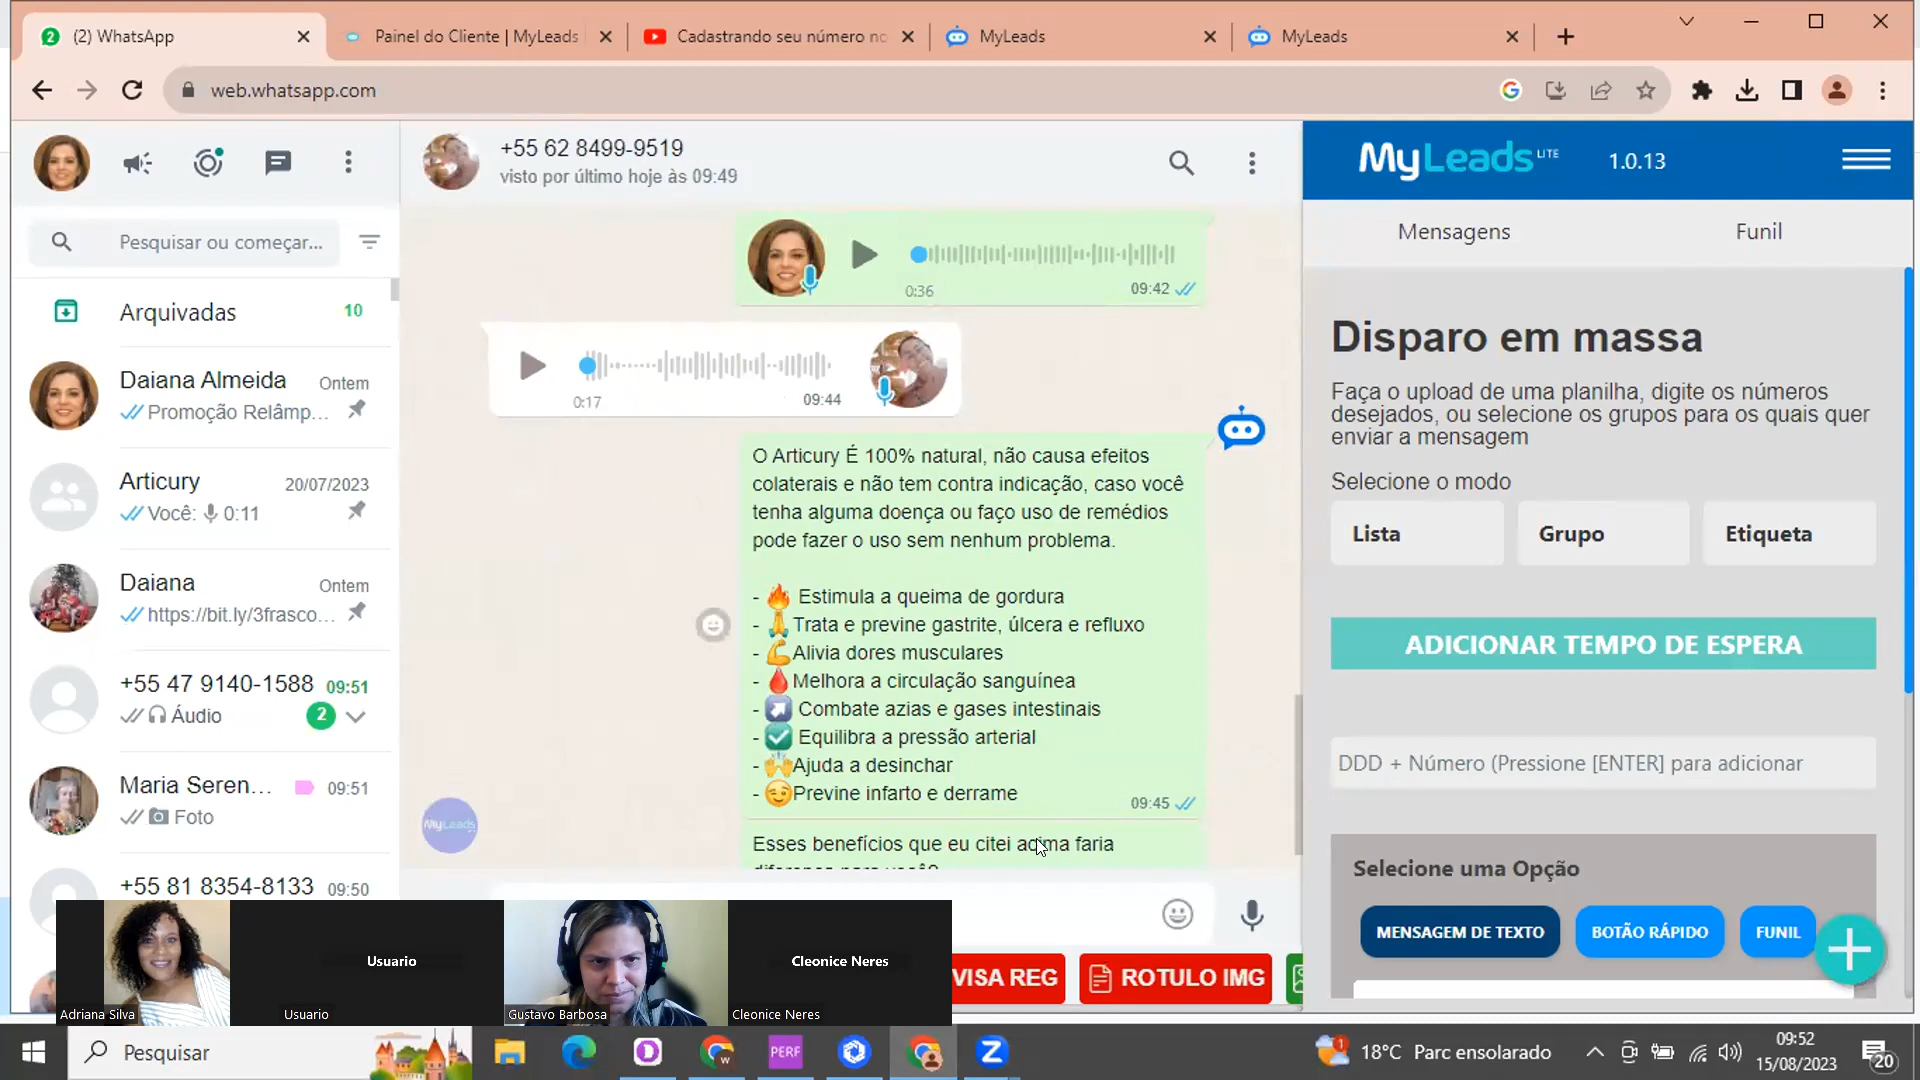 2 (2) WhatsApp
Painel do Cliente | MyLeads
Cadastrando seu número no
MyLeads
MyLeads
web.whatsapp.com
Pesquisar ou começar...
Arquivadas 10
Daiana Almeida Ontem
Promoção Relâmp...
Articury 20/07/2023
Você: 0:11
Daiana Ontem
https://bit.ly/3frasco...
+55 47 9140-1588 09:51
Áudio 2
Maria Seren... 09:51
Foto
+55 81 8354-8133 09:50
+55 62 8499-9519
visto por último hoje às 09:49
0:36 09:42
0:17 09:44
O Articury É 100% natural, não causa efeitos
colaterais e não tem contra indicação, caso você
tenha alguma doença ou faço uso de remédios
pode fazer o uso sem nenhum problema.
- 🔥 Estimula a queima de gordura
- 🙏Trata e previne gastrite, úlcera e refluxo
- 💪Alivia dores musculares
- 🩸Melhora a circulação sanguínea
- ↗️ Combate azias e gases intestinais
- ✅ Equilibra a pressão arterial
- 🙌Ajuda a desinchar
- 😉Previne infarto e derrame
09:45
Esses benefícios que eu citei acima faria
diferença para você?
MyLeads
VISA REG
ROTULO IMG
MyLeads LITE 1.0.13
Mensagens Funil
Disparo em massa
Faça o upload de uma planilha, digite os números
desejados, ou selecione os grupos para os quais quer
enviar a mensagem
Selecione o modo
Lista Grupo Etiqueta
ADICIONAR TEMPO DE ESPERA
DDD + Número (Pressione [ENTER] para adicionar
Selecione uma Opção
MENSAGEM DE TEXTO BOTÃO RÁPIDO FUNIL
Usuario
Cleonice Neres
Adriana Silva
Usuario
Gustavo Barbosa
Cleonice Neres
Pesquisar
PERF
18°C Parc ensolarado
09:52
15/08/2023
20